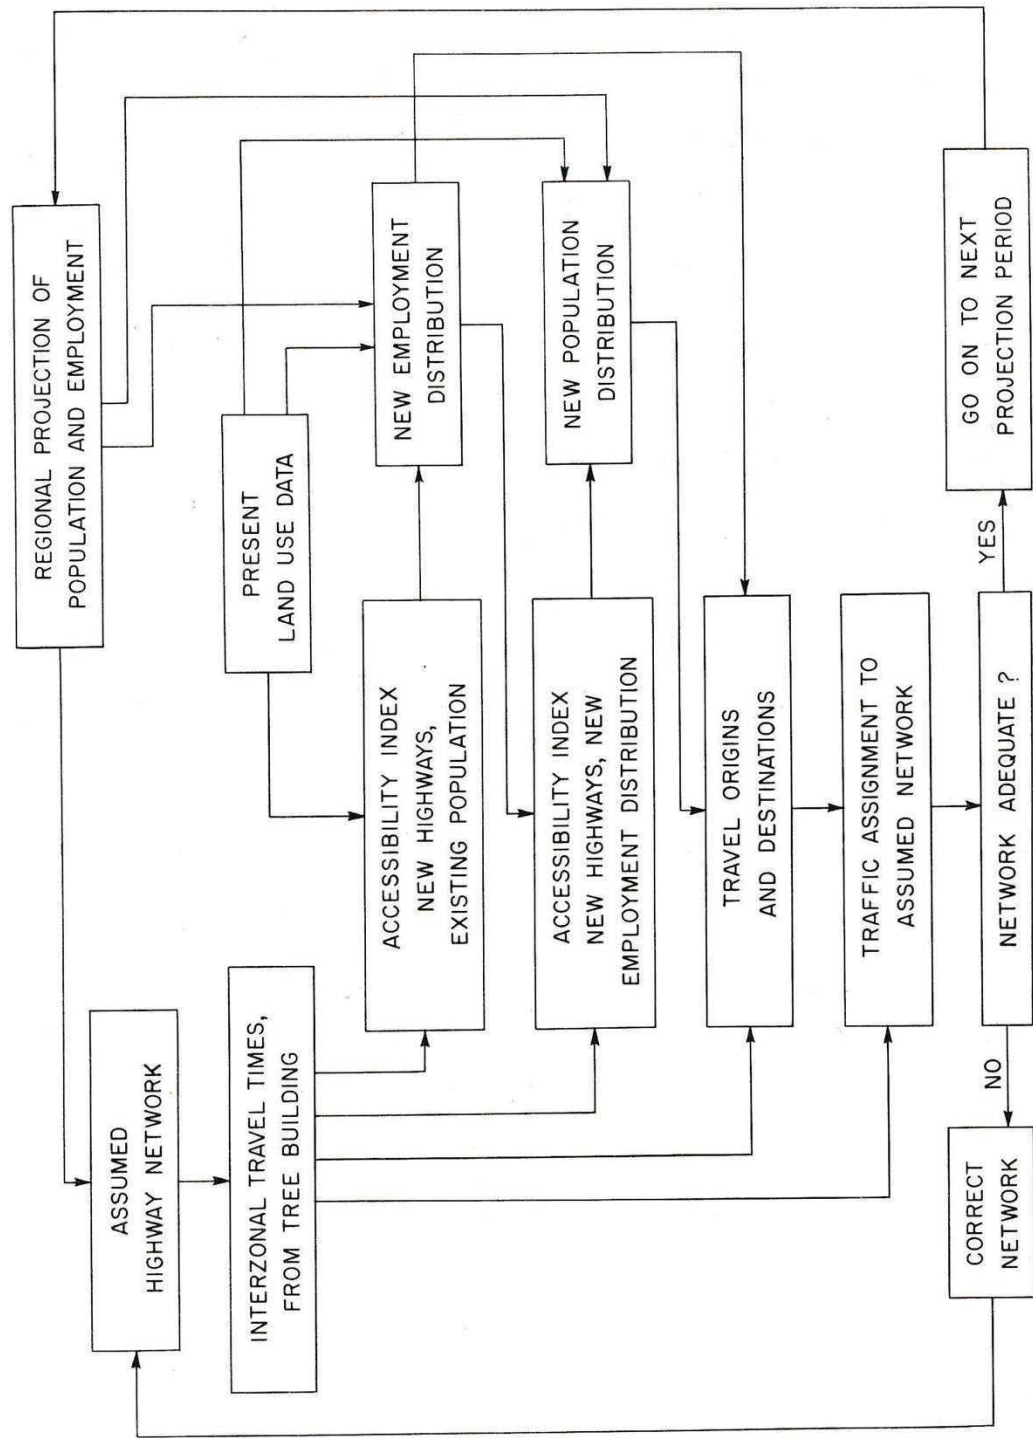 REGIONAL PROJECTION OF
POPULATION AND EMPLOYMENT
ASSUMED
HIGHWAY NETWORK
PRESENT
LAND USE DATA
INTERZONAL TRAVEL TIMES,
FROM TREE BUILDING
ACCESSIBILITY INDEX
NEW HIGHWAYS,
EXISTING POPULATION
NEW EMPLOYMENT
DISTRIBUTION
ACCESSIBILITY INDEX
NEW HIGHWAYS, NEW
EMPLOYMENT DISTRIBUTION
NEW POPULATION
DISTRIBUTION
TRAVEL ORIGINS
AND DESTINATIONS
TRAFFIC ASSIGNMENT TO
ASSUMED NETWORK
NETWORK ADEQUATE ?
NO
CORRECT
NETWORK
YES
GO ON TO NEXT
PROJECTION PERIOD